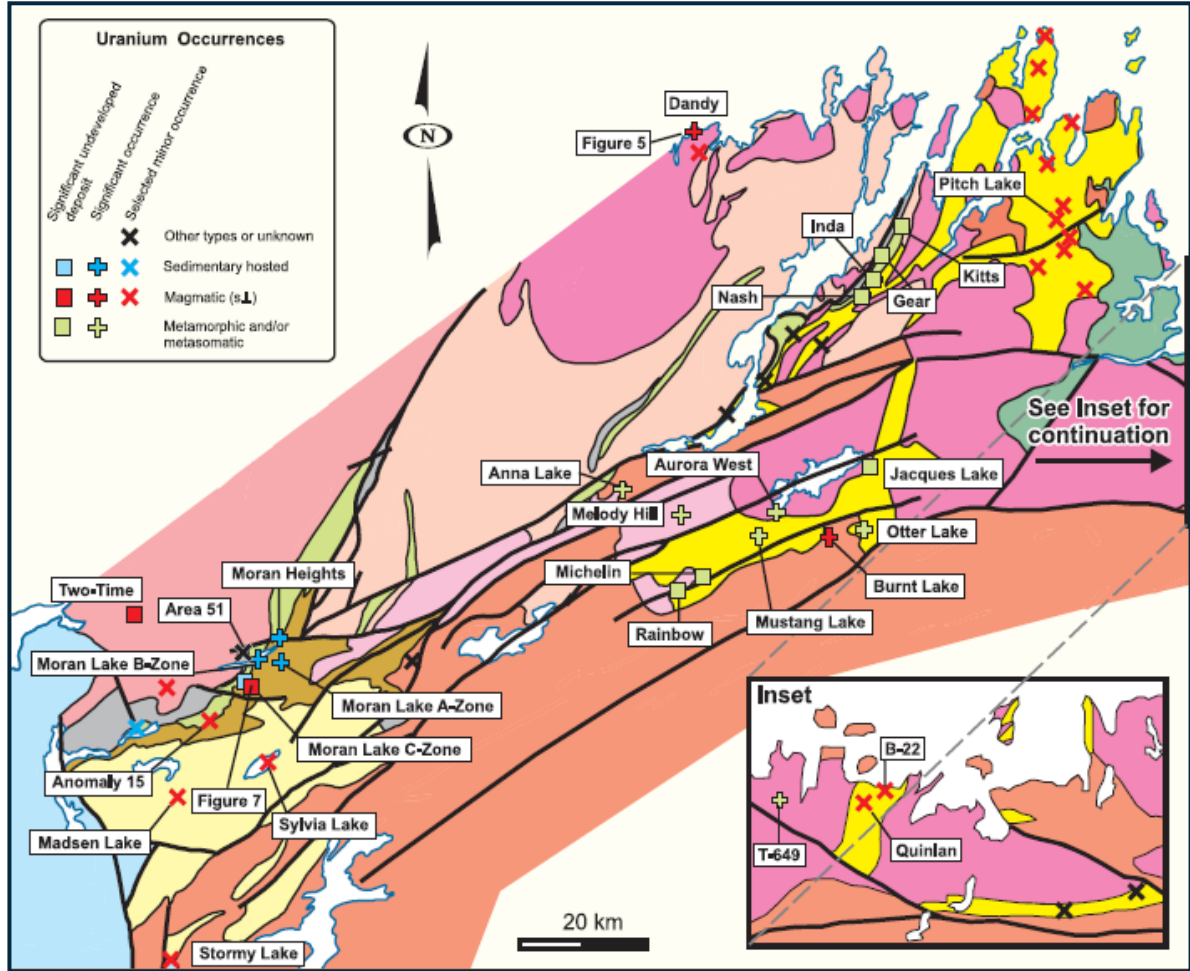 Uranium Occurrences
Significant undeveloped
deposit
Significant occurrence
Selected minor occurrence
Other types or unknown
Sedimentary hosted
Magmatic (s⊥)
Metamorphic and/or
metasomatic
N
Dandy
Figure 5
Pitch Lake
Inda
Kitts
Nash
Gear
See Inset for
continuation
Anna Lake
Aurora West
Jacques Lake
Melody Hill
Otter Lake
Moran Heights
Michelin
Two-Time
Burnt Lake
Area 51
Rainbow
Mustang Lake
Moran Lake B-Zone
Moran Lake A-Zone
Moran Lake C-Zone
Anomaly 15
Figure 7
Madsen Lake
Sylvia Lake
Stormy Lake
20 km
Inset
B-22
T-649
Quinlan